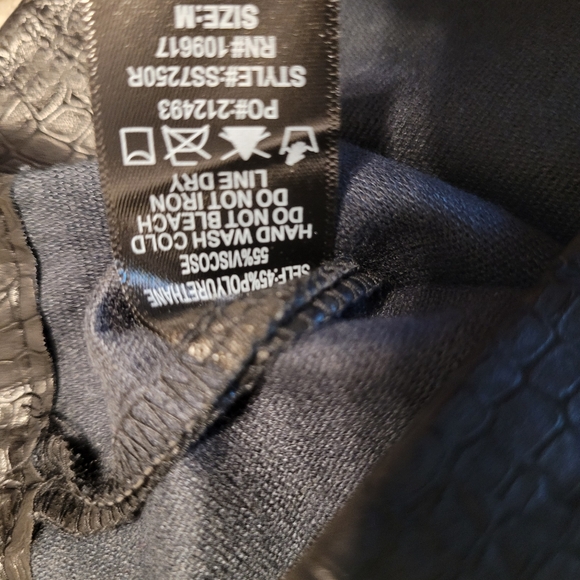 SELF:45%POLYURETHANE
55%VISCOSE
HAND WASH COLD
DO NOT BLEACH
DO NOT IRON
LINE DRY
PO#:212493
STYLE#:SS7250R
RN#109617
SIZE:M